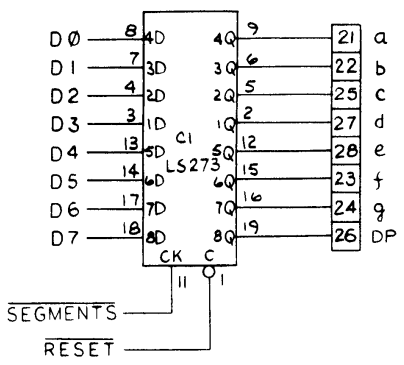 DØ 8 4D 4Q 9 21 a
D1 7 3D 3Q 6 22 b
D2 4 2D 2Q 5 25 c
D3 3 1D 1Q 2 27 d
C1
D4 13 5D 5Q 12 28 e
LS273
D5 14 6D 6Q 15 23 f
D6 17 7D 7Q 16 24 g
D7 18 8D 8Q 19 26 DP
CK C
11 1
SEGMENTS
RESET